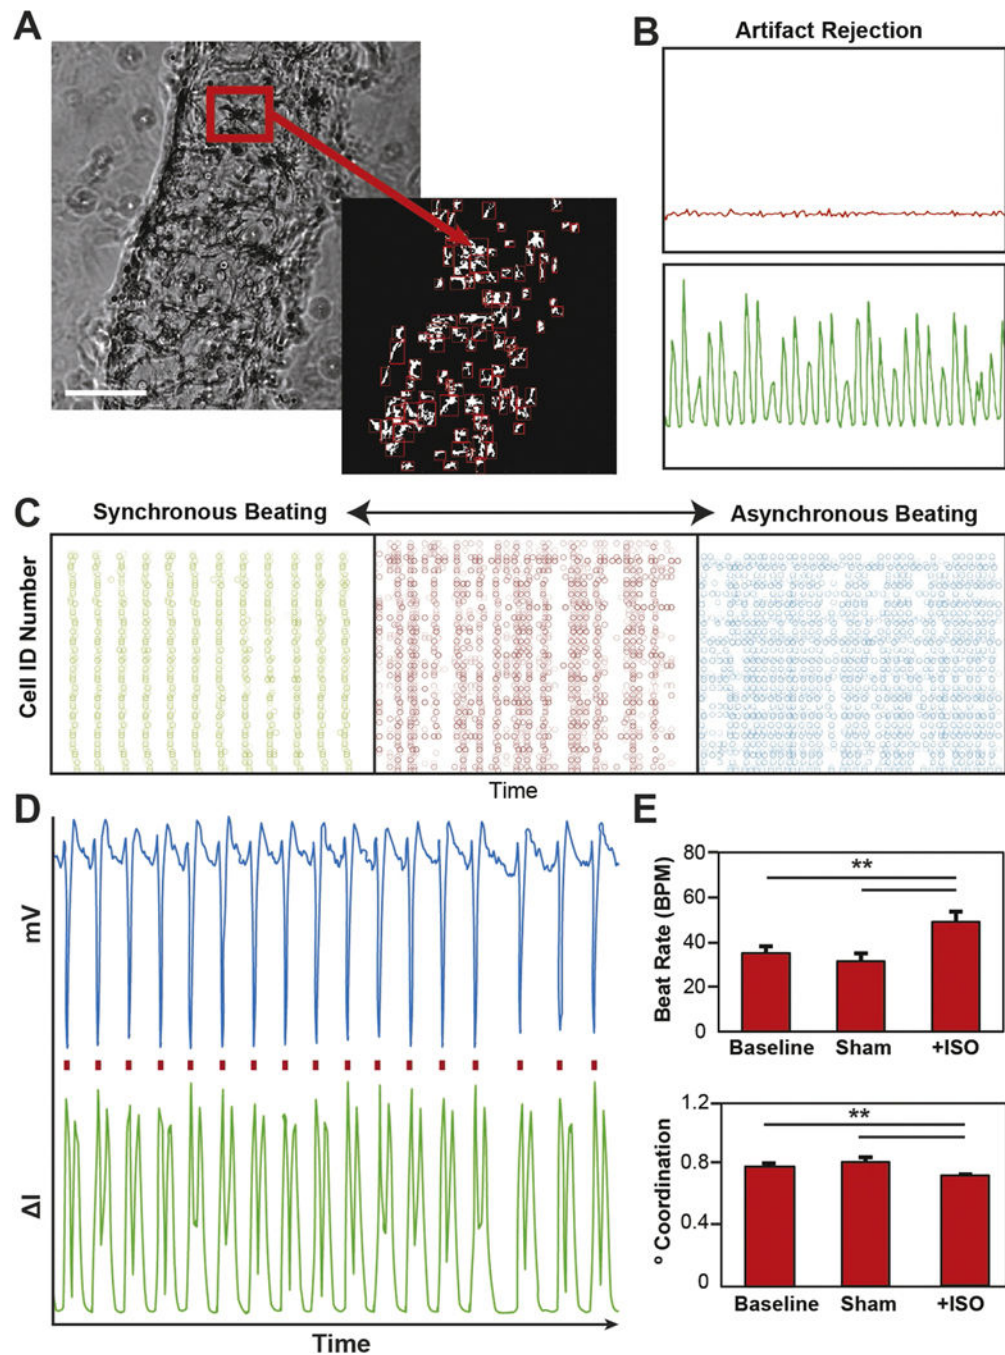 A
B
Artifact Rejection
C
Synchronous Beating
Asynchronous Beating
Cell ID Number
Time
D
mV
ΔI
Time
E
Beat Rate (BPM)
80
60
40
20
0
**
Baseline Sham +ISO
º Coordination
1.2
0.8
0.4
0
**
Baseline Sham +ISO